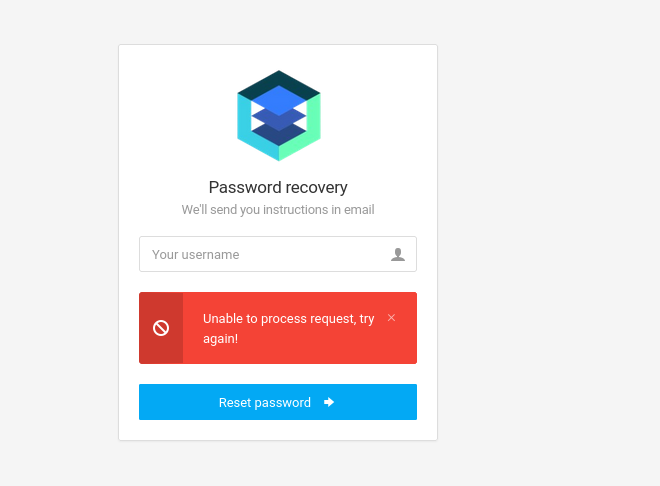 Password recovery
We'll send you instructions in email
Your username
Unable to process request, try
again!
Reset password